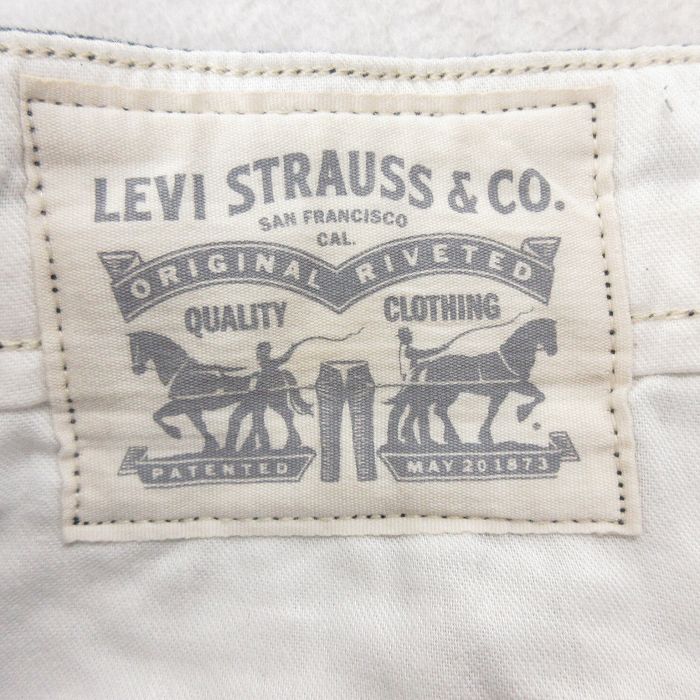 LEVI STRAUSS & CO.
SAN FRANCISCO
CAL.
ORIGINAL RIVETED
QUALITY CLOTHING
PATENTED MAY 20 1873